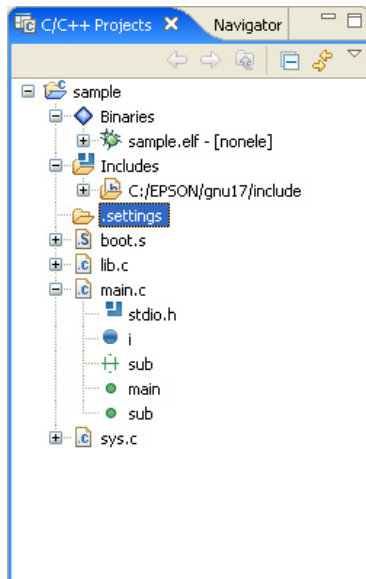 C/C++ Projects Navigator
sample
Binaries
sample.elf - [nonele]
Includes
C:/EPSON/gnu17/include
.settings
boot.s
lib.c
main.c
stdio.h
i
sub
main
sub
sys.c